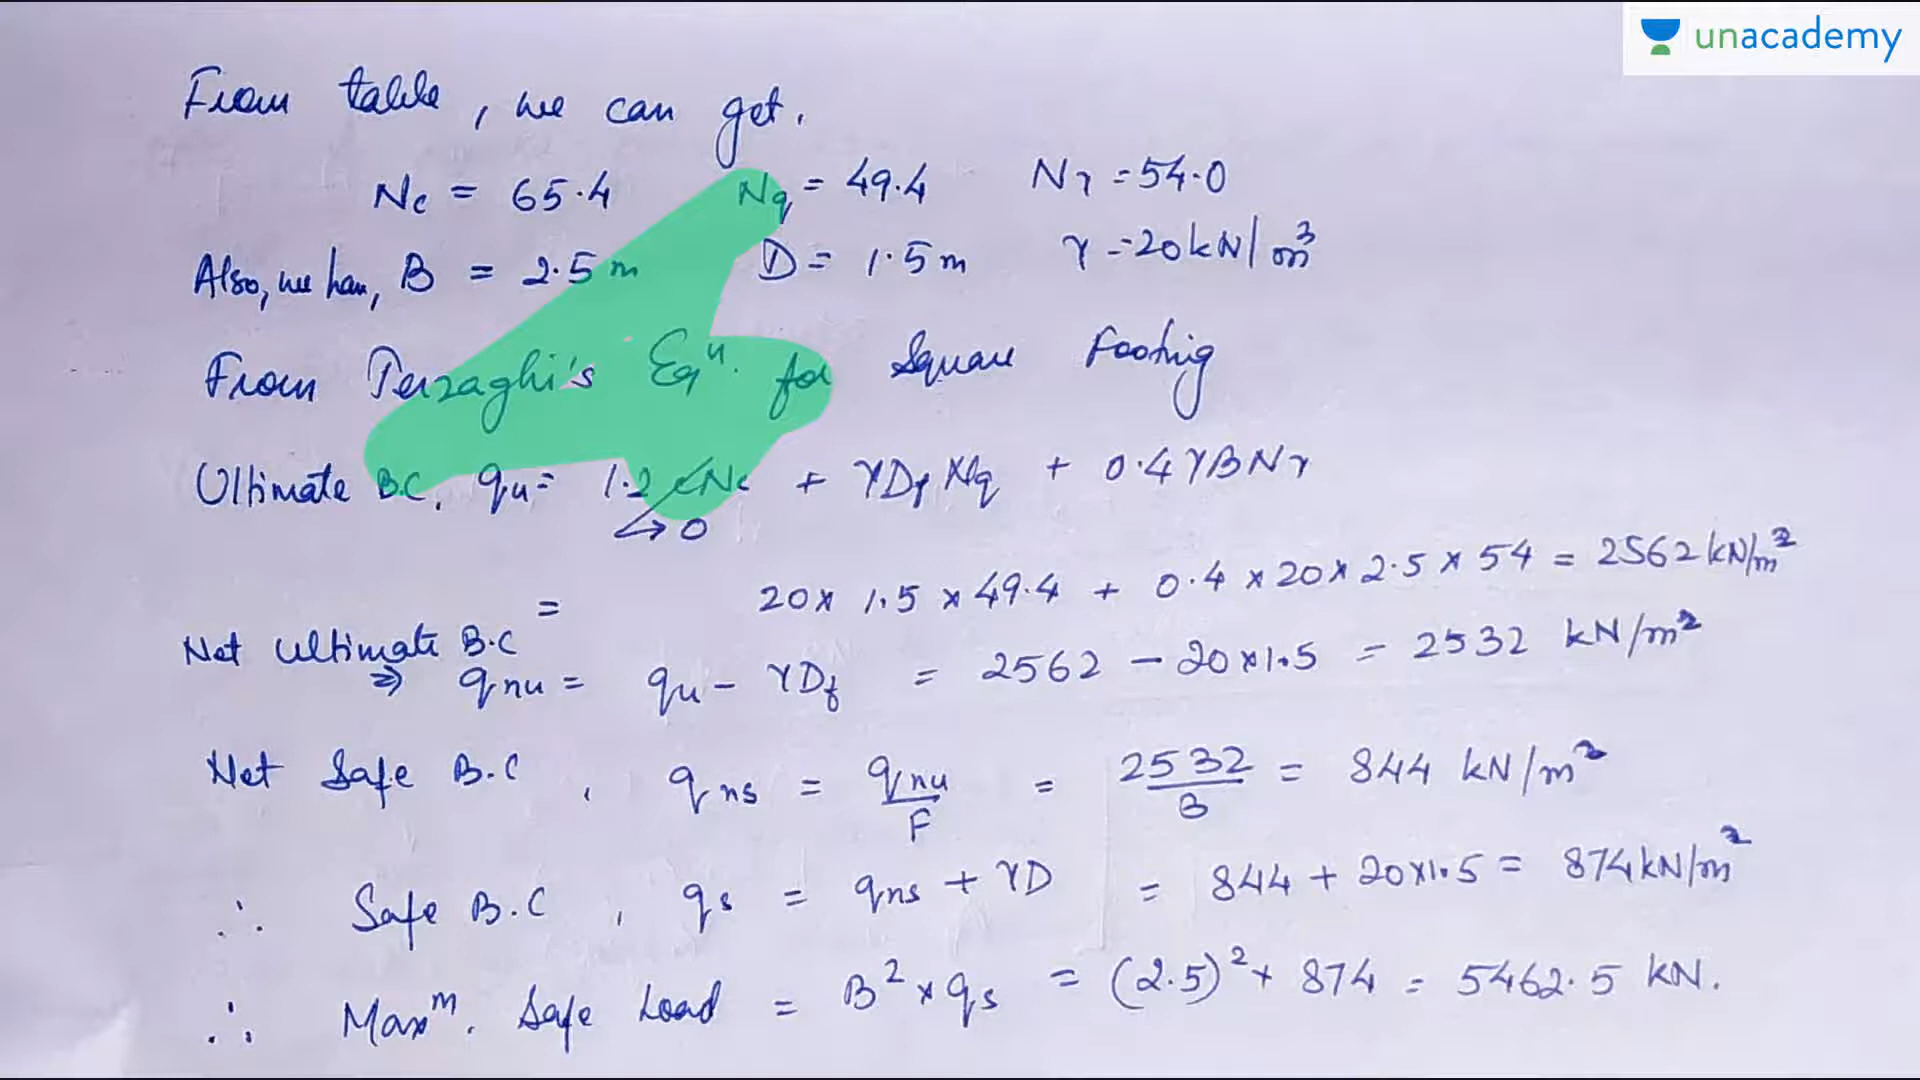 unacademy
From table, we can get.
Nc = 65.4 Nq = 49.4 Nγ = 54.0
Also, we have, B = 2.5 m D = 1.5 m γ = 20 kN/m³
From Terzaghi's Eqⁿ. for Square Footing
Ultimate B.C, qu = 1.2 cNc + γDf Nq + 0.4 γBNγ
→ 0
= 20 x 1.5 x 49.4 + 0.4 x 20 x 2.5 x 54 = 2562 kN/m²
Net Ultimate B.C
⇒ qnu = qu - γDf = 2562 - 20 x 1.5 = 2532 kN/m²
Net Safe B.C, qns = qnu/F = 2532/3 = 844 kN/m²
∴ Safe B.C, qs = qns + γD = 844 + 20x1.5 = 874 kN/m²
∴ Maxᵐ. Safe Load = B² x qs = (2.5)² + 874 = 5462.5 kN.